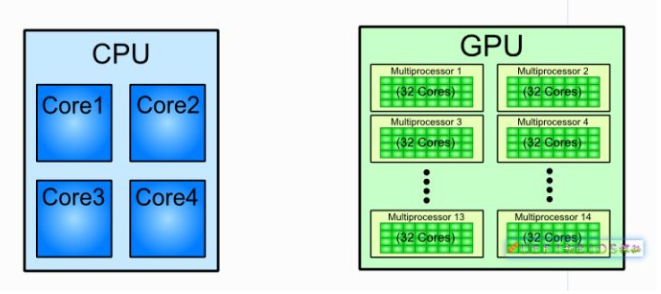 CPU
Core1 Core2
Core3 Core4
GPU
Multiprocessor 1
(32 Cores)
Multiprocessor 2
(32 Cores)
Multiprocessor 3
(32 Cores)
Multiprocessor 4
(32 Cores)
Multiprocessor 13
(32 Cores)
Multiprocessor 14
(32 Cores)